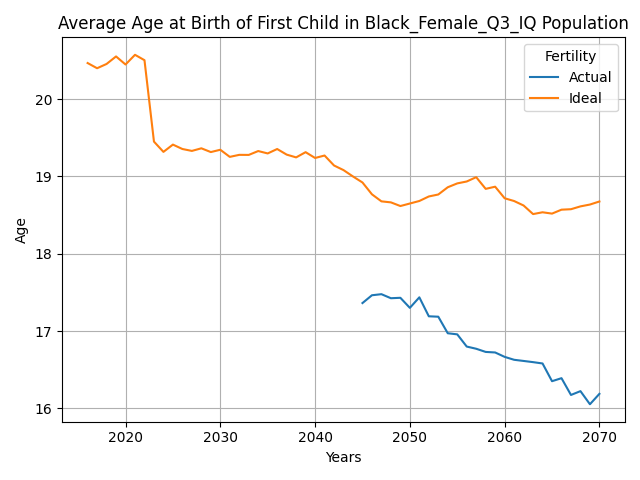 Average Age at Birth of First Child in Black_Female_Q3_IQ Population
Fertility
Actual
Ideal
Age
20
19
18
17
16
2020 2030 2040 2050 2060 2070
Years